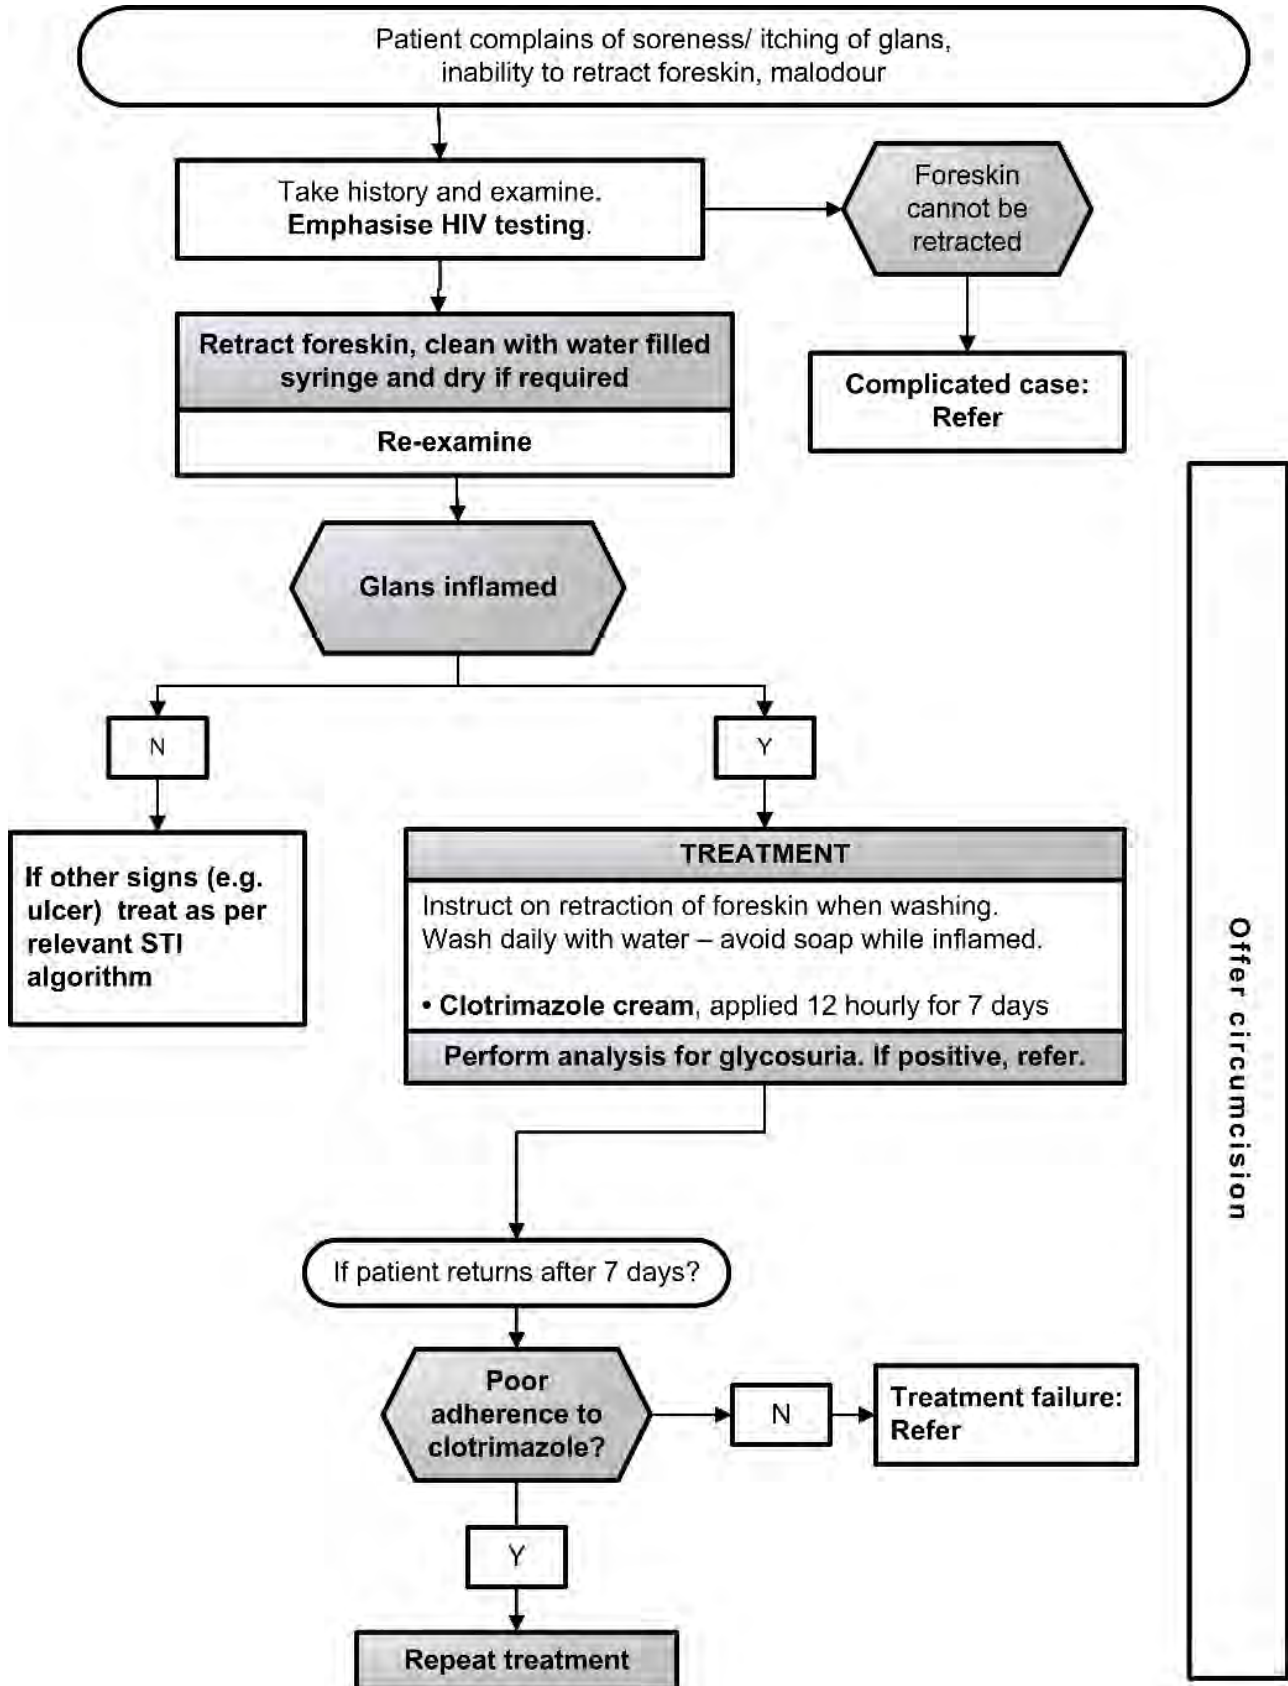 Patient complains of soreness/ itching of glans,
inability to retract foreskin, malodour
Take history and examine.
Emphasise HIV testing.
Foreskin
cannot be
retracted
Retract foreskin, clean with water filled
syringe and dry if required
Re-examine
Complicated case:
Refer
Glans inflamed
N
Y
If other signs (e.g.
ulcer) treat as per
relevant STI
algorithm
TREATMENT
Instruct on retraction of foreskin when washing.
Wash daily with water – avoid soap while inflamed.
• Clotrimazole cream, applied 12 hourly for 7 days
Perform analysis for glycosuria. If positive, refer.
Offer circumcision
If patient returns after 7 days?
Poor
adherence to
clotrimazole?
N
Treatment failure:
Refer
Y
Repeat treatment